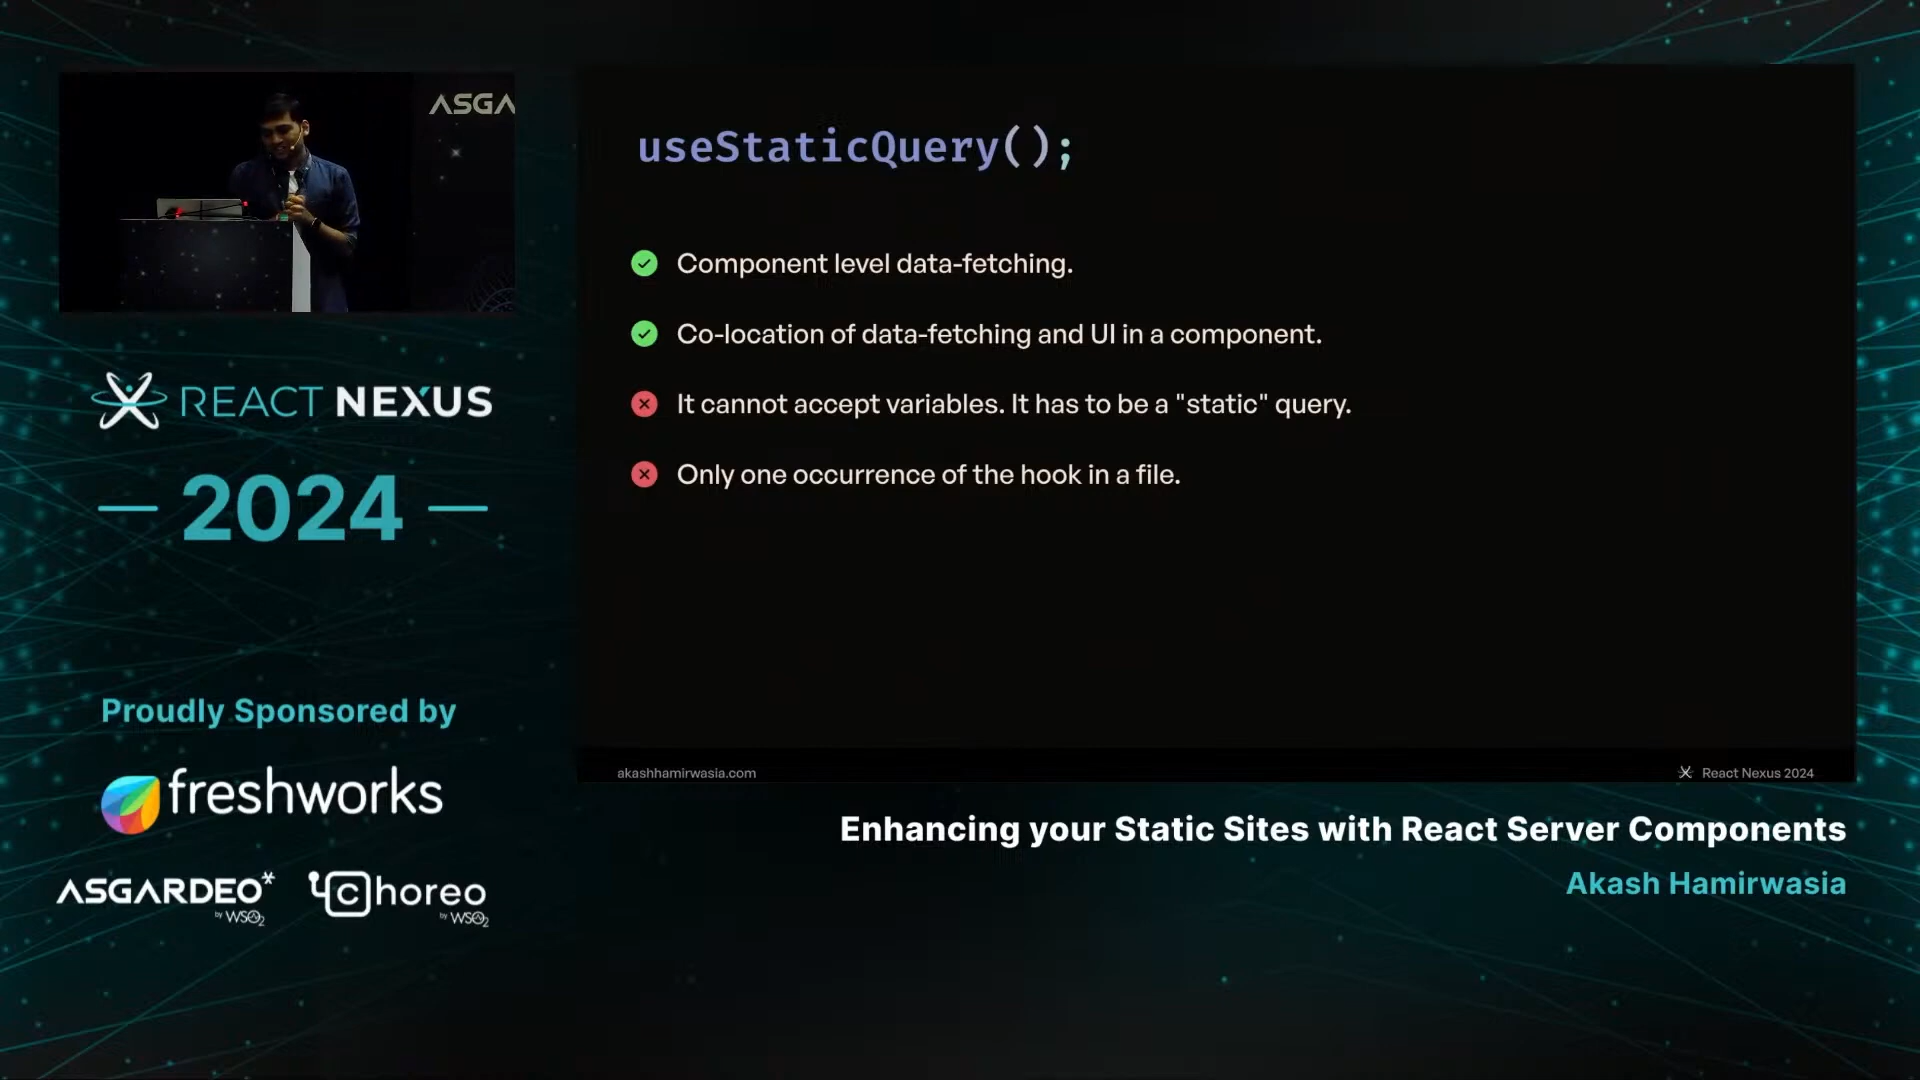 ASGA
useStaticQuery();
Component level data-fetching.
Co-location of data-fetching and UI in a component.
It cannot accept variables. It has to be a "static" query.
Only one occurrence of the hook in a file.
akashhamirwasia.com
React Nexus 2024
REACT NEXUS
2024
Proudly Sponsored by
freshworks
ASGARDEO
by WSO2
choreo
by WSO2
Enhancing your Static Sites with React Server Components
Akash Hamirwasia